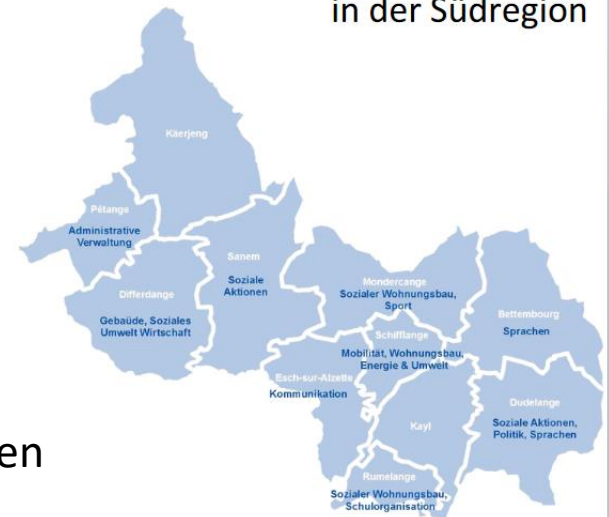 in der Südregion
Käerjeng
Pétange
Administrative
Verwaltung
Sanem
Soziale
Aktionen
Differdange
Gebäude, Soziales
Umwelt Wirtschaft
Mondercange
Sozialer Wohnungsbau,
Sport
Bettembourg
Sprachen
Schifflange
Mobilität, Wohnungsbau,
Energie & Umwelt
Esch-sur-Alzette
Kommunikation
Dudelange
Soziale Aktionen,
Politik, Sprachen
Kayl
en
Rumelange
Sozialer Wohnungsbau,
Schulorganisation